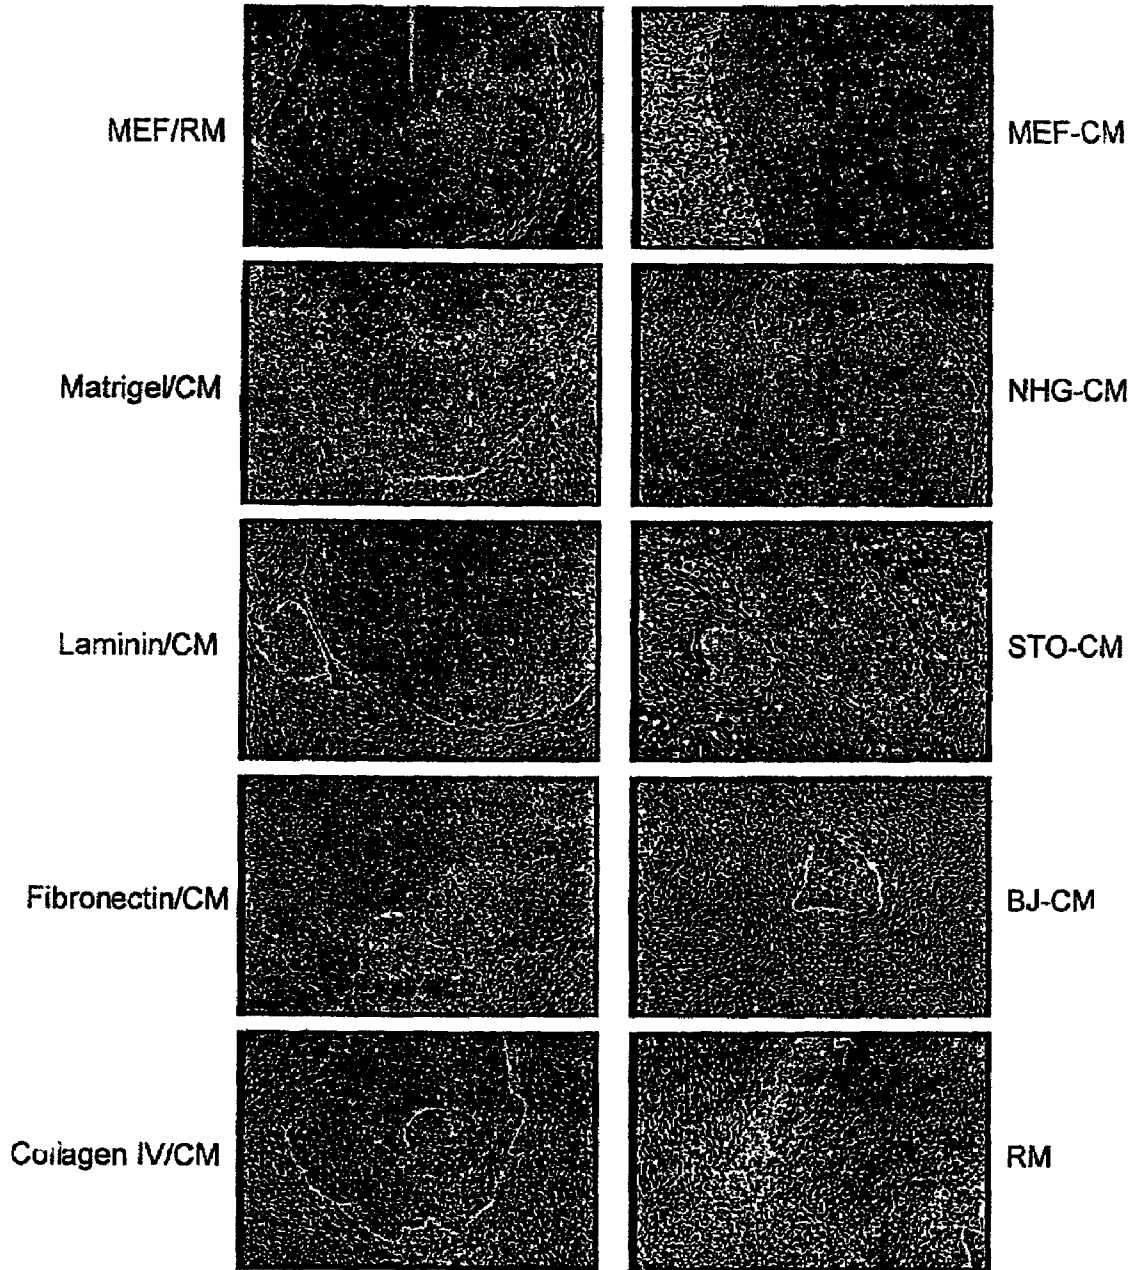 MEF/RM
MEF-CM
Matrigel/CM
NHG-CM
Laminin/CM
STO-CM
Fibronectin/CM
BJ-CM
Collagen IV/CM
RM